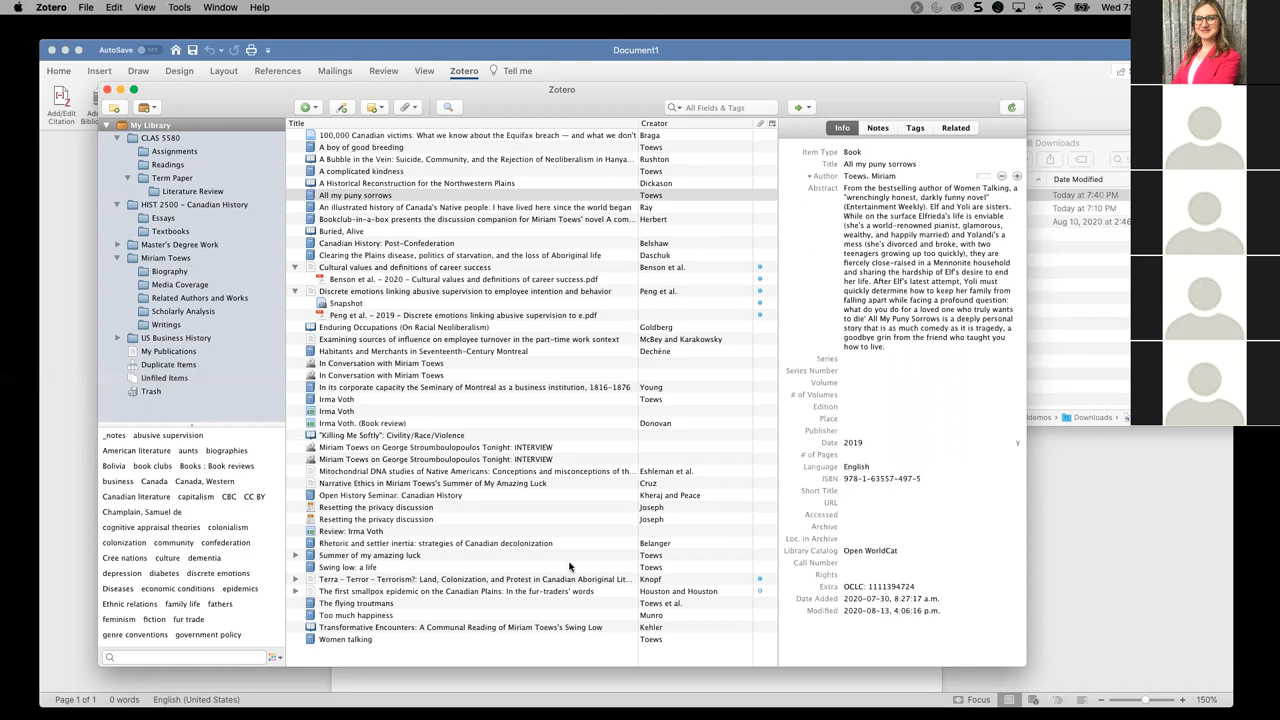 Zotero File Edit View Tools Window Help
Wed 7:
AutoSave OFF
Document1
Home Insert Draw Design Layout References Mailings Review View Zotero Tell me
Add/Edit
Citation
Zotero
All Fields & Tags
My Library
CLAS 5580
Assignments
Readings
Term Paper
Literature Review
HIST 2500 - Canadian History
Essays
Textbooks
Master's Degree Work
Miriam Toews
Biography
Media Coverage
Related Authors and Works
Scholarly Analysis
Writings
US Business History
My Publications
Duplicate Items
Unfiled Items
Trash
_notes abusive supervision
American literature aunts biographies
Bolivia book clubs Books ; Book reviews
business Canada Canada, Western
Canadian literature capitalism CBC CC BY
Champlain, Samuel de
cognitive appraisal theories colonialism
colonization community confederation
Cree nations culture dementia
depression diabetes discrete emotions
Diseases economic conditions epidemics
Ethnic relations family life fathers
feminism fiction fur trade
genre conventions government policy
Title Creator
100,000 Canadian victims: What we know about the Equifax breach — and what we don't Braga
A boy of good breeding Toews
A Bubble in the Vein: Suicide, Community, and the Rejection of Neoliberalism in Hanya... Rushton
A complicated kindness Toews
A Historical Reconstruction for the Northwestern Plains Dickason
All my puny sorrows Toews
An illustrated history of Canada's Native people: I have lived here since the world began Ray
Bookclub-in-a-box presents the discussion companion for Miriam Toews' novel A com... Herbert
Buried, Alive
Canadian History: Post-Confederation Belshaw
Clearing the Plains disease, politics of starvation, and the loss of Aboriginal life Daschuk
Cultural values and definitions of career success Benson et al.
Benson et al. - 2020 - Cultural values and definitions of career success.pdf
Discrete emotions linking abusive supervision to employee intention and behavior Peng et al.
Snapshot
Peng et al. - 2019 - Discrete emotions linking abusive supervision to e.pdf
Enduring Occupations (On Racial Neoliberalism) Goldberg
Examining sources of influence on employee turnover in the part-time work sontext McBey and Karakowsky
Habitants and Merchants in Seventeenth-Century Montreal Dechêne
In Conversation with Miriam Toews
In Conversation with Miriam Toews
In its corporate capacity the Seminary of Montreal as a business institution, 1816-1876 Young
Irma Voth Toews
Irma Voth
Irma Voth. (Book review) Donovan
"Killing Me Softly": Civility/Race/Violence
Miriam Toews on George Stroumboulopoulos Tonight: INTERVIEW
Miriam Toews on George Stroumboulopoulos Tonight: INTERVIEW
Mitochondrial DNA studies of Native Americans: Conceptions and misconceptions of th... Eshleman et al.
Narrative Ethics in Miriam Toews's Summer of My Amazing Luck Cruz
Open History Seminar: Canadian History Kheraj and Peace
Resetting the privacy discussion Joseph
Resetting the privacy discussion Joseph
Review: Irma Voth
Rhetoric and settler inertia: strategies of Canadian decolonization Belanger
Summer of my amazing luck Toews
Swing low: a life Toews
Terra - Terror - Terrorism?: Land, Colonization, and Protest in Canadian Aboriginal Lit... Knopf
The first smallpox epidemic on the Canadian Plains: In the fur-traders' words Houston and Houston
The flying troutmans Toews et al.
Too much happiness Munro
Transformative Encounters: A Communal Reading of Miriam Toews's Swing Low Kehler
Women talking Toews
Info Notes Tags Related
Item Type Book
Title All my puny sorrows
Author Toews, Miriam
Abstract From the bestselling author of Women Talking, a
"wrenchingly honest, darkly funny novel"
(Entertainment Weekly). Elf and Yoli are sisters.
While on the surface Elfrieda's life is enviable
(she's a world-renowned pianist, glamorous,
wealthy, and happily married) and Yolandi's a
mess (she's divorced and broke, with two
teenagers growing up too quickly), they are
fiercely close-raised in a Mennonite household
and sharing the hardship of Elf's desire to end
her life. After Elf's latest attempt, Yoli must
quickly determine how to keep her family from
falling apart while facing a profound question:
what do you do for a loved one who truly wants
to die' All My Puny Sorrows is a deeply personal
story that is as much comedy as it is tragedy, a
goodbye grin from the friend who taught you
how to live.
Series
Series Number
Volume
# of Volumes
Edition
Place
Publisher
Date 2019 y
# of Pages
Language English
ISBN 978-1-63557-497-5
Short Title
URL
Accessed
Archive
Loc. in Archive
Library Catalog Open WorldCat
Call Number
Rights
Extra OCLC: 1111394724
Date Added 2020-07-30, 8:27:17 a.m.
Modified 2020-08-13, 4:06:16 p.m.
Downloads
Date Modified
Today at 7:40 PM
Today at 7:10 PM
Aug 10, 2020 at 2:46
ldemos Downloads
Page 1 of 1 0 words English (United States) Focus 150%